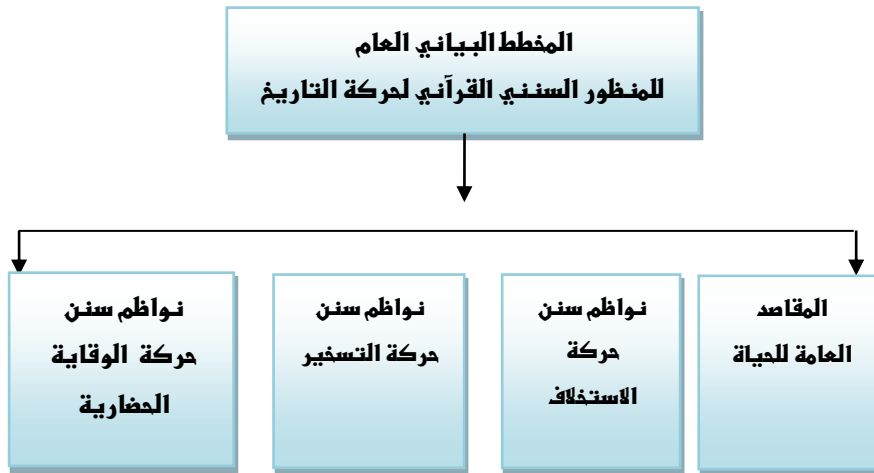 المخطط البياني العام
للمنظور السنني القرآني لحركة التاريخ
المقاصد
العامة للحياة
نواظم سنن
حركة
الاستخلاف
نواظم سنن
حركة التسخير
نواظم سنن
حركة الوقاية
الحضارية